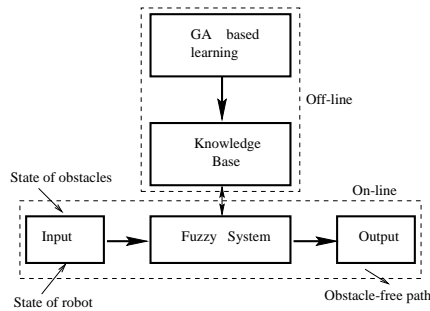 GA based
learning
Off-line
Knowledge
Base
State of obstacles
On-line
Input
Fuzzy System
Output
State of robot
Obstacle-free path